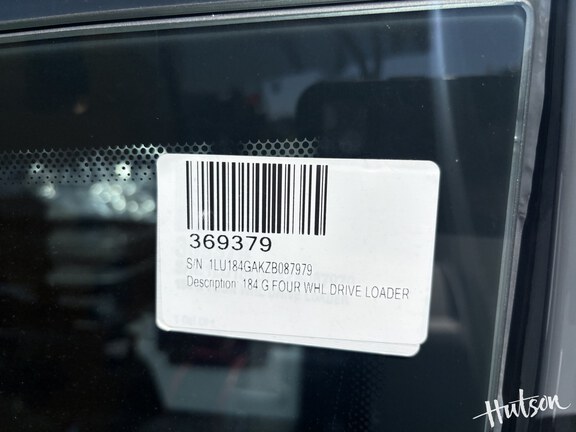 369379
S/N 1LU184GAKZB087979
Description 184 G FOUR WHL DRIVE LOADER
Hutson